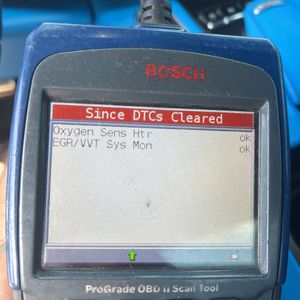 BOSCH
Since DTCs Cleared
Oxygen Sens Htr ok
EGR/VVT Sys Mon ok
ProGrade OBD II Scan Tool